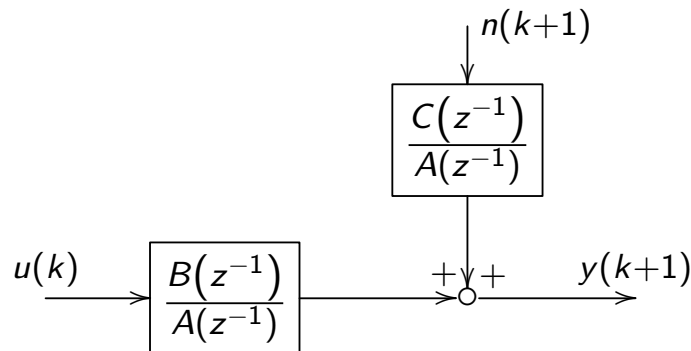 n(k+1)
C(z⁻¹)
A(z⁻¹)
u(k)
B(z⁻¹)
A(z⁻¹)
+ +
y(k+1)